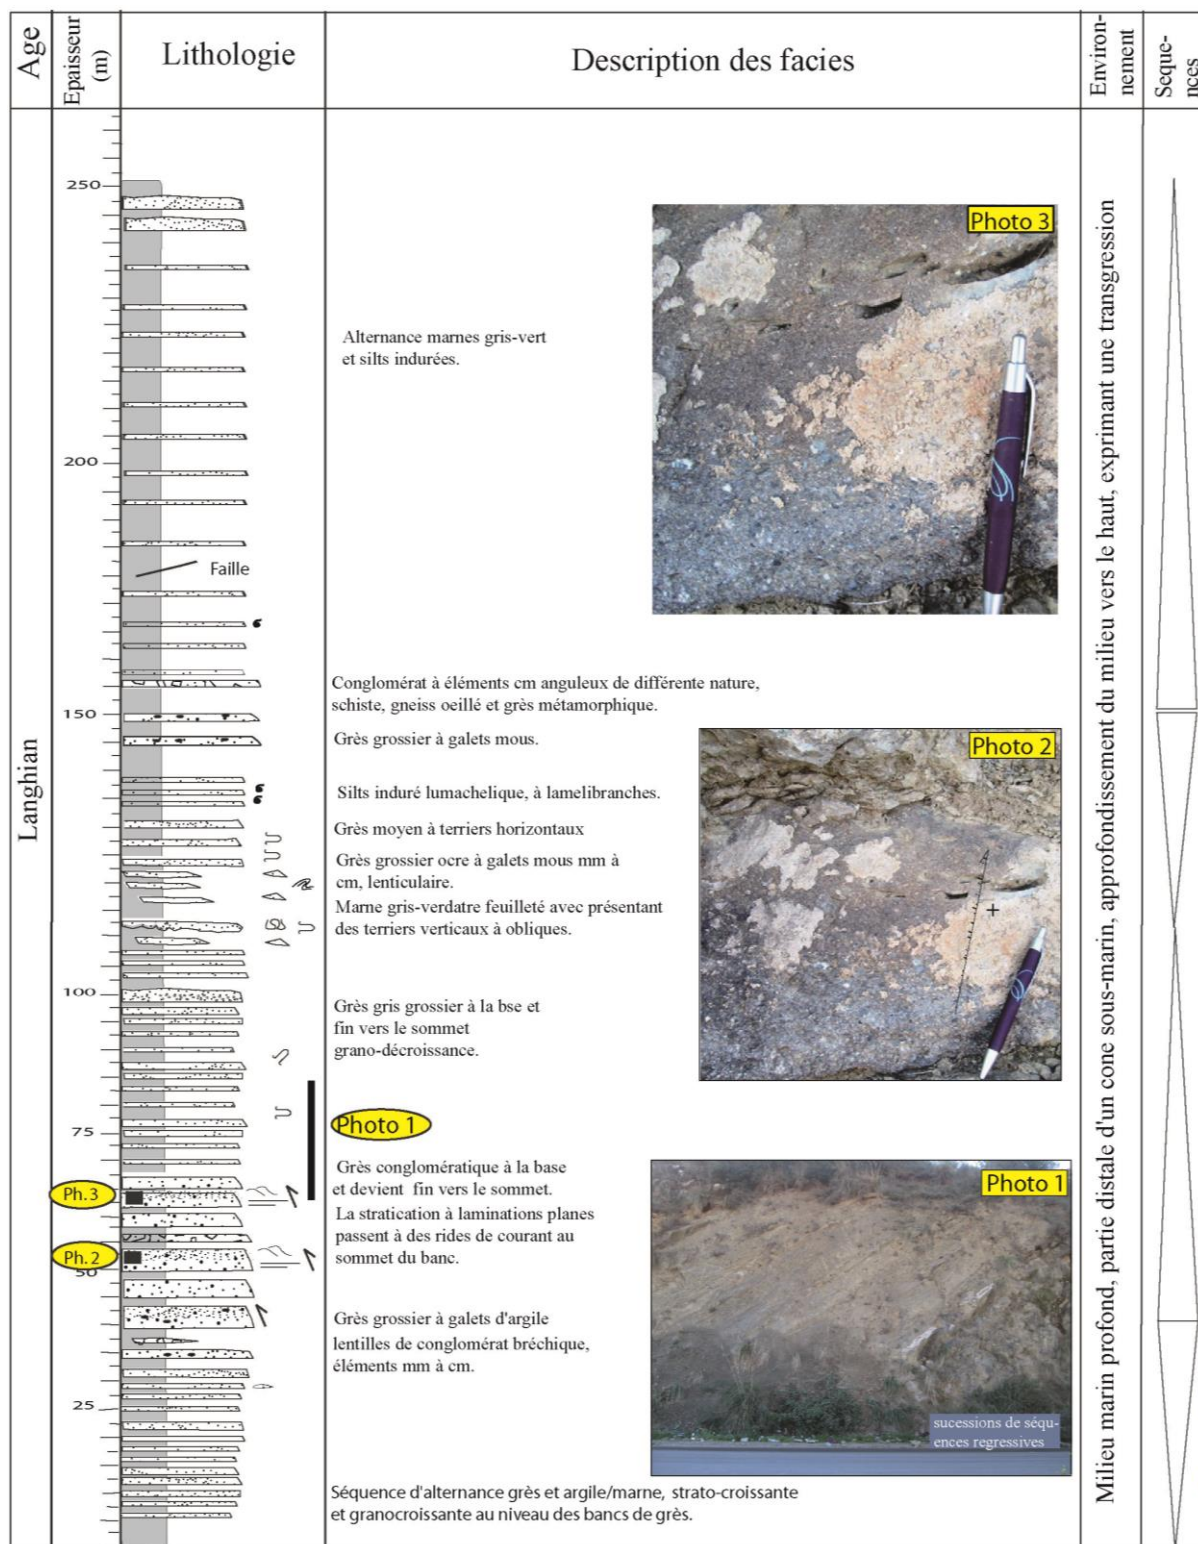 Age
Epaisseur
(m)
Lithologie
Description des facies
Environ-
nement
Seque-
nces
Langhian
250
200
150
100
75
50
25
Faille
Ph.3
Ph.2
Photo 3
Alternance marnes gris-vert
et silts indurées.
Conglomérat à éléments cm anguleux de différente nature,
schiste, gneiss oeillé et grès métamorphique.
Grès grossier à galets mous.
Photo 2
Silts induré lumachelique, à lamelibranches.
Grès moyen à terriers horizontaux
Grès grossier ocre à galets mous mm à
cm, lenticulaire.
Marne gris-verdatre feuilleté avec présentant
des terriers verticaux à obliques.
Grès gris grossier à la bse et
fin vers le sommet
grano-décroissance.
Photo 1
Grès conglomératique à la base
et devient fin vers le sommet.
La stratication à laminations planes
passent à des rides de courant au
sommet du banc.
Photo 1
Grès grossier à galets d'argile
lentilles de conglomérat bréchique,
éléments mm à cm.
sucessions de séqu-
ences regressives
Séquence d'alternance grès et argile/marne, strato-croissante
et granocroissante au niveau des bancs de grès.
Milieu marin profond, partie distale d'un cone sous-marin, approfondissement du milieu vers le haut, exprimant une transgression